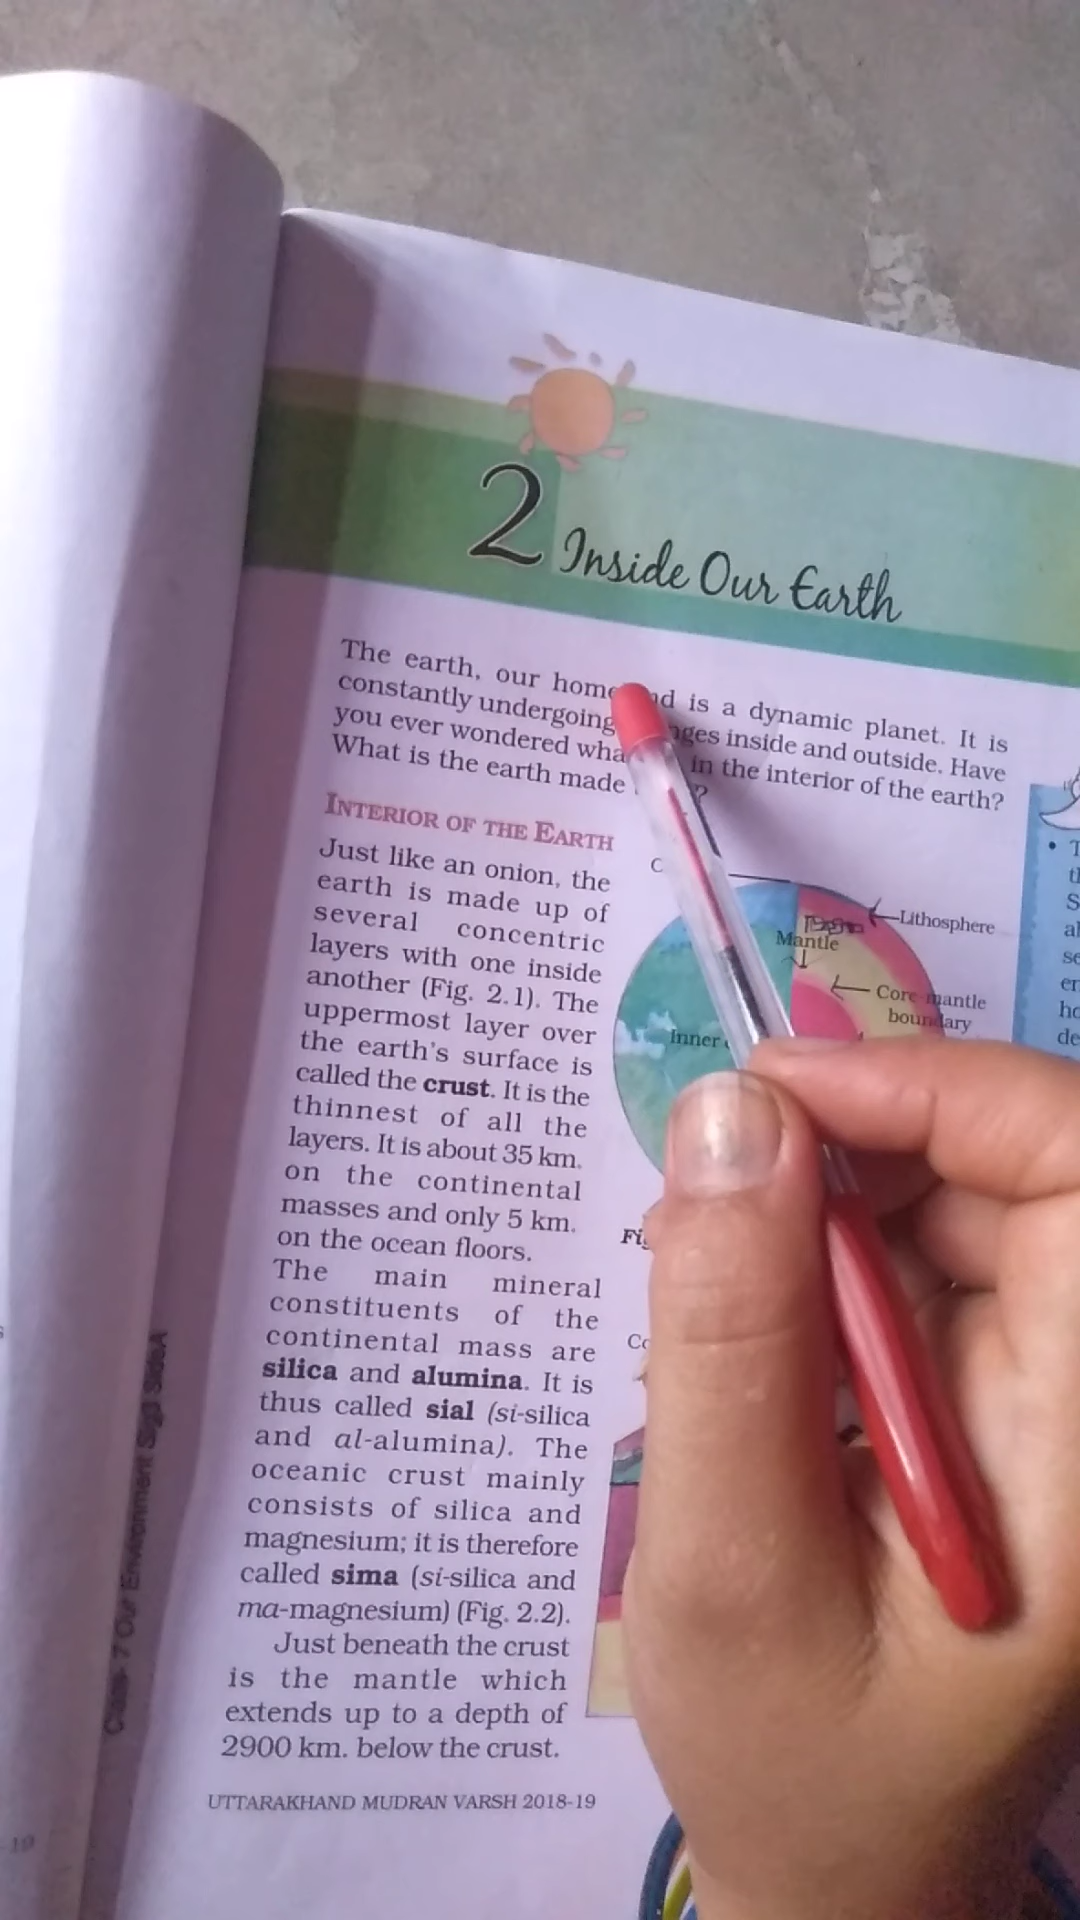 2 Inside Our Earth
The earth, our home is a dynamic planet. It is
constantly undergoing inside and outside. Have
you ever wondered in the interior of the earth?
What is the earth made ?
INTERIOR OF THE EARTH
Just like an onion, the
earth is made up of
several concentric
layers with one inside
another (Fig. 2.1). The
uppermost layer over
the earth's surface is
called the crust. It is the
thinnest of all the
layers. It is about 35 km.
on the continental
masses and only 5 km.
on the ocean floors.
The main mineral
constituents of the
continental mass are
silica and alumina. It is
thus called sial (si-silica
and al-alumina). The
oceanic crust mainly
consists of silica and
magnesium; it is therefore
called sima (si-silica and
ma-magnesium) (Fig. 2.2).
Just beneath the crust
is the mantle which
extends up to a depth of
2900 km. below the crust.
Lithosphere
Mantle
Core mantle
boundary
Inner
UTTARAKHAND MUDRAN VARSH 2018-19
Class- 7 Our Environment Sig3 SideA